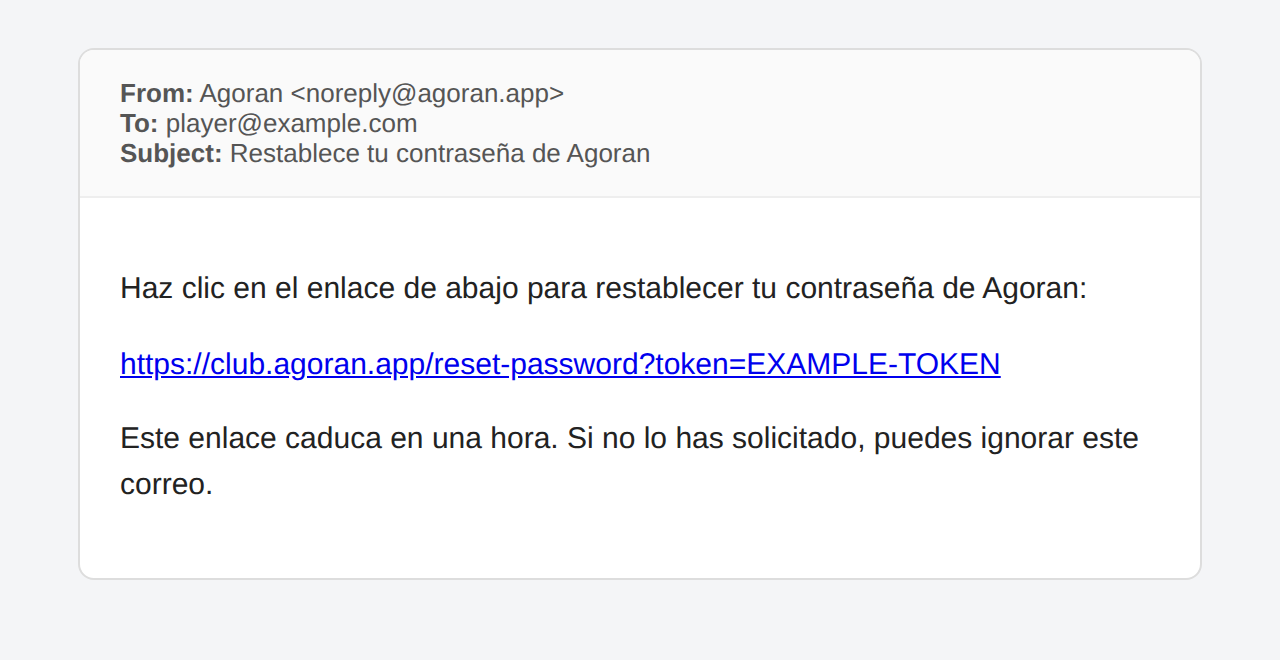 From: Agoran <noreply@agoran.app>
To: player@example.com
Subject: Restablece tu contraseña de Agoran
Haz clic en el enlace de abajo para restablecer tu contraseña de Agoran:
https://club.agoran.app/reset-password?token=EXAMPLE-TOKEN
Este enlace caduca en una hora. Si no lo has solicitado, puedes ignorar este
correo.